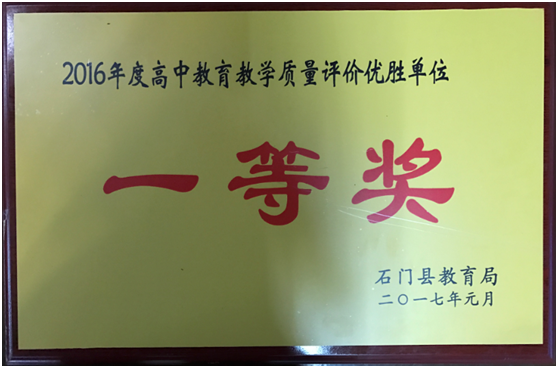 2016年度高中教育教学质量评价优胜单位
一等奖
石门县教育局
二〇一七年元月